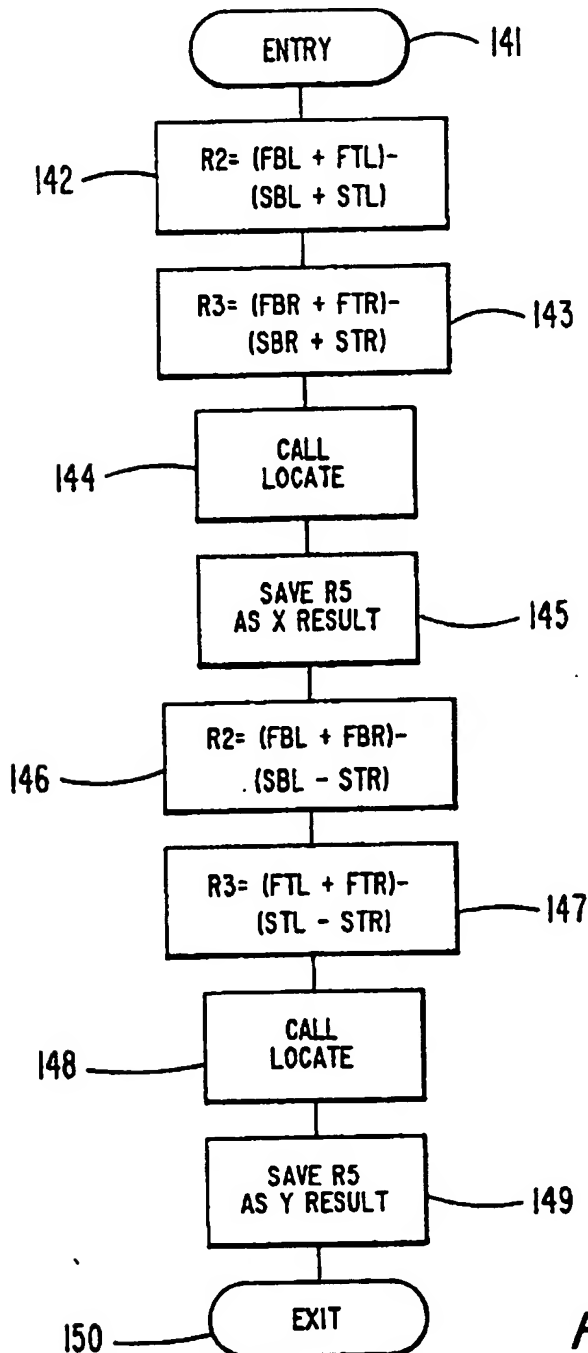 ENTRY
141
142
R2= (FBL + FTL)-
(SBL + STL)
R3= (FBR + FTR)-
(SBR + STR)
143
144
CALL
LOCATE
SAVE R5
AS X RESULT
145
146
R2= (FBL + FBR)-
(SBL - STR)
R3= (FTL + FTR)-
(STL - STR)
147
148
CALL
LOCATE
SAVE R5
AS Y RESULT
149
150
EXIT